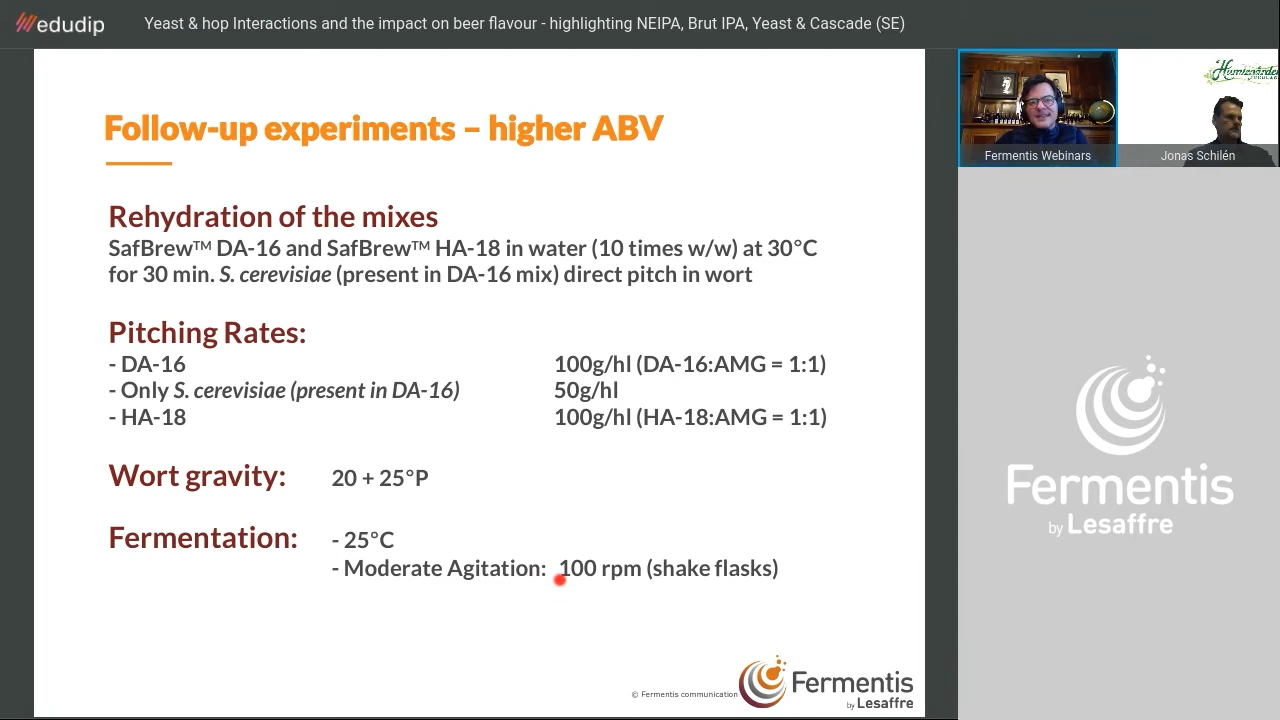 edudip
Yeast & hop Interactions and the impact on beer flavour - highlighting NEIPA, Brut IPA, Yeast & Cascade (SE)
Follow-up experiments – higher ABV
Rehydration of the mixes
SafBrew™ DA-16 and SafBrew™ HA-18 in water (10 times w/w) at 30°C
for 30 min. S. cerevisiae (present in DA-16 mix) direct pitch in wort
Pitching Rates:
- DA-16 100g/hl (DA-16:AMG = 1:1)
- Only S. cerevisiae (present in DA-16) 50g/hl
- HA-18 100g/hl (HA-18:AMG = 1:1)
Wort gravity: 20 + 25°P
Fermentation: - 25°C
- Moderate Agitation: 100 rpm (shake flasks)
© Fermentis communication
Fermentis
by Lesaffre
Fermentis Webinars
Jonas Schilén
Fermentis
by Lesaffre